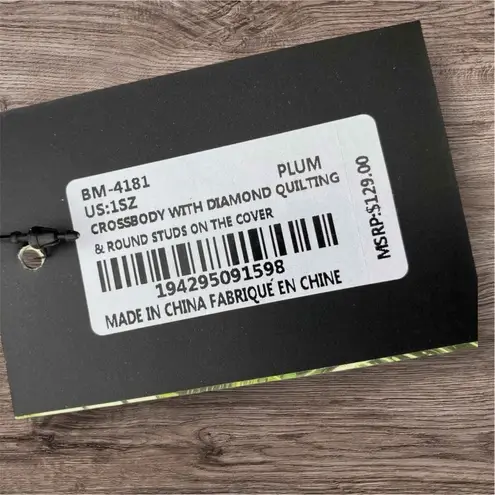 BM-4181 PLUM
US:1SZ
CROSSBODY WITH DIAMOND QUILTING
& ROUND STUDS ON THE COVER
194295091598
MADE IN CHINA FABRIQUE EN CHINE
MSRP:$129.00